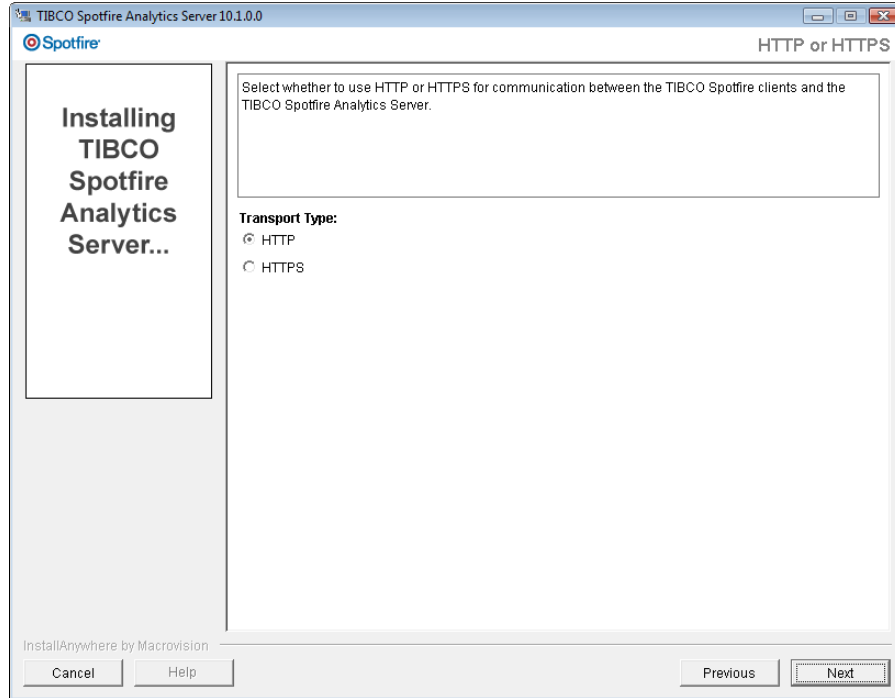 TIBCO Spotfire Analytics Server 10.1.0.0
Spotfire
HTTP or HTTPS
Installing
TIBCO
Spotfire
Analytics
Server...
Select whether to use HTTP or HTTPS for communication between the TIBCO Spotfire clients and the
TIBCO Spotfire Analytics Server.
Transport Type:
HTTP
HTTPS
InstallAnywhere by Macrovision
Cancel
Help
Previous
Next